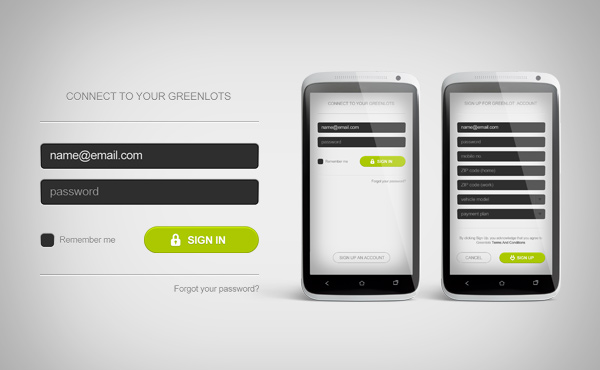 CONNECT TO YOUR GREENLOTS
name@email.com
password
Remember me
SIGN IN
Forgot your password?
CONNECT TO YOUR GREENLOTS
name@email.com
password
Remember me
SIGN IN
Forgot your password?
SIGN UP AN ACCOUNT
SIGN UP FOR GREENLOT ACCOUNT
name@email.com
password
mobile no
ZIP code (home)
ZIP code (work)
vehicle model
payment plan
By clicking Sign Up, you acknowledge that you agree to
Greenlots Terms And Conditions
CANCEL
SIGN UP